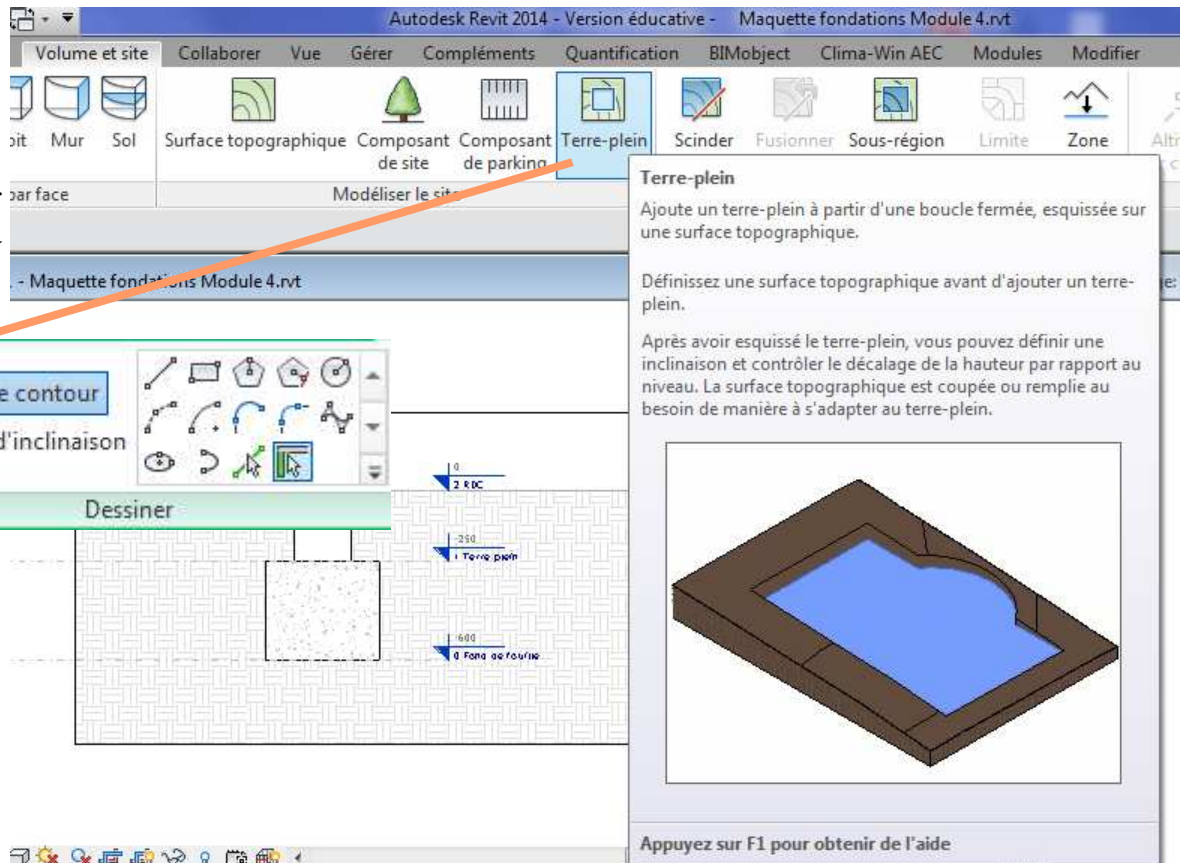 Autodesk Revit 2014 - Version éducative - Maquette fondations Module 4.rvt
Volume et site Collaborer Vue Gérer Compléments Quantification BIMobject Clima-Win AEC Modules Modifier
Mur Sol Surface topographique Composant de site Composant de parking Terre-plein Scinder Fusionner Sous-région Limite Zone
par face Modéliser le site
Terre-plein
Ajoute un terre-plein à partir d'une boucle fermée, esquissée sur
une surface topographique.
- Maquette fondations Module 4.rvt
Définissez une surface topographique avant d'ajouter un terre-
plein.
Après avoir esquissé le terre-plein, vous pouvez définir une
inclinaison et contrôler le décalage de la hauteur par rapport au
niveau. La surface topographique est coupée ou remplie au
besoin de manière à s'adapter au terre-plein.
e contour
d'inclinaison
Dessiner
0
2 RDC
-250
1 Terre plein
-600
0 Fond de fouille
Appuyez sur F1 pour obtenir de l'aide